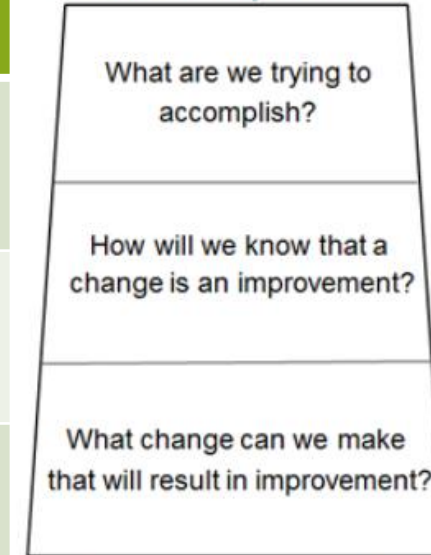 What are we trying to
accomplish?
How will we know that a
change is an improvement?
What change can we make
that will result in improvement?